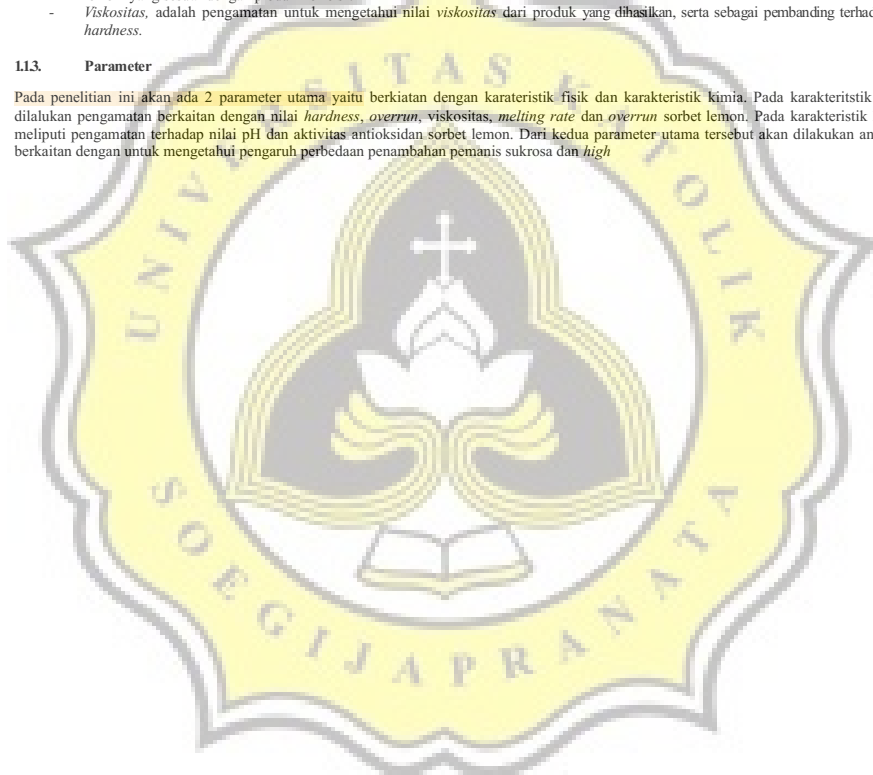 - Viskositas, adalah pengamatan untuk mengetahui nilai viskositas dari produk yang dihasilkan, serta sebagai pembanding
hardness.
1.1.3. Parameter
Pada penelitian ini akan ada 2 parameter utama yaitu berkiatan dengan karateristik fisik dan karakteristik kimia. Pada karakteritstik
dilalukan pengamatan berkaitan dengan nilai hardness, overrun, viskositas, melting rate dan overrun sorbet lemon. Pada karakteristik
meliputi pengamatan terhadap nilai pH dan aktivitas antioksidan sorbet lemon. Dari kedua parameter utama tersebut akan dilakukan
berkaitan dengan untuk mengetahui pengaruh perbedaan penambahan pemanis sukrosa dan high
UNIVERSITAS KATOLIK
SOEGIJAPRANATA